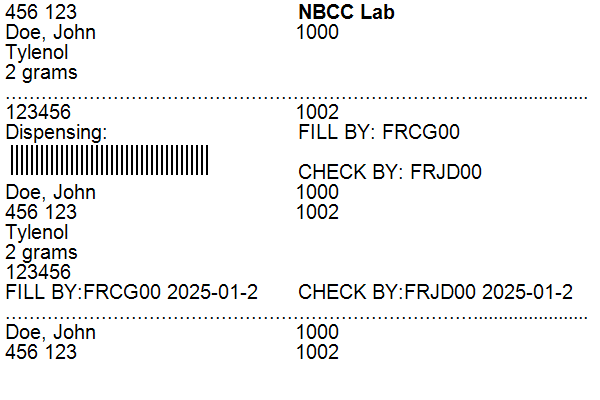 456 123 NBCC Lab
Doe, John 1000
Tylenol
2 grams
123456 1002
Dispensing: FILL BY: FRCG00
CHECK BY: FRJD00
Doe, John 1000
456 123 1002
Tylenol
2 grams
123456
FILL BY:FRCG00 2025-01-2 CHECK BY:FRJD00 2025-01-2
Doe, John 1000
456 123 1002